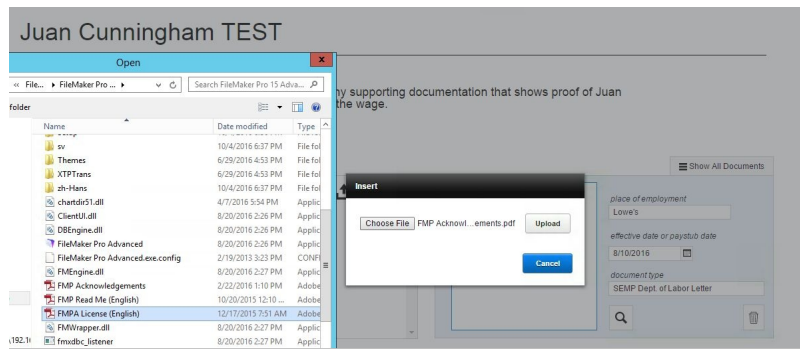 Juan Cunningham TEST
Open
x
« File... ▸ FileMaker Pro ... ▸
Search FileMaker Pro 15 Adva...
folder
Name Date modified Type
sv 10/4/2016 6:37 PM File fol
Themes 6/29/2016 4:53 PM File fol
XTPTrans 6/29/2016 4:53 PM File fol
zh-Hans 10/4/2016 6:37 PM File fol
chartdir51.dll 4/7/2016 5:54 PM Applic
ClientUI.dll 8/20/2016 2:26 PM Applic
DBEngine.dll 8/20/2016 2:26 PM Applic
FileMaker Pro Advanced 8/20/2016 2:26 PM Applic
FileMaker Pro Advanced.exe.config 2/19/2013 3:23 PM CONFI
FMEngine.dll 8/20/2016 2:27 PM Applic
FMP Acknowledgements 2/22/2016 1:10 PM Adobe
FMP Read Me (English) 10/20/2015 12:10 ... Adobe
FMPA License (English) 12/17/2015 7:51 AM Adobe
FMWrapper.dll 8/20/2016 2:27 PM Applic
fmxdbc_listener 8/20/2016 2:27 PM Applic
\192.1
ny supporting documentation that shows proof of Juan
the wage.
Show All Documents
Insert
Choose File FMP Acknowl...ements.pdf Upload
Cancel
place of employment
Lowe's
effective date or paystub date
8/10/2016
document type
SEMP Dept. of Labor Letter